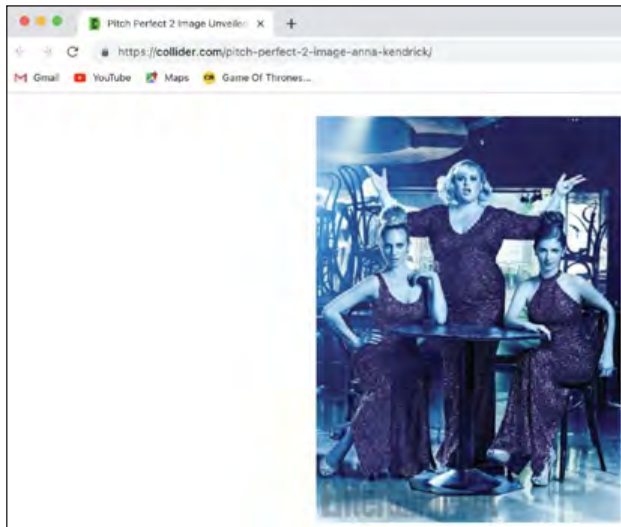 Pitch Perfect 2 Image Unveiled
https://collider.com/pitch-perfect-2-image-anna-kendrick/
Gmail YouTube Maps Game Of Thrones...